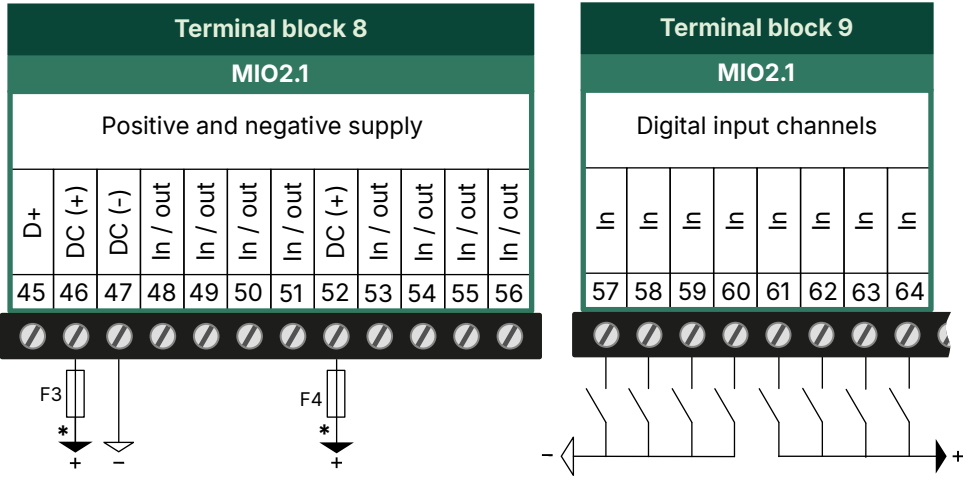 Terminal block 8
MIO2.1
Positive and negative supply
D+ DC (+) DC (-) In / out In / out In / out In / out DC (+) In / out In / out In / out In / out
45 46 47 48 49 50 51 52 53 54 55 56
F3 F4
* *
+ − +
Terminal block 9
MIO2.1
Digital input channels
In In In In In In In In
57 58 59 60 61 62 63 64
− +